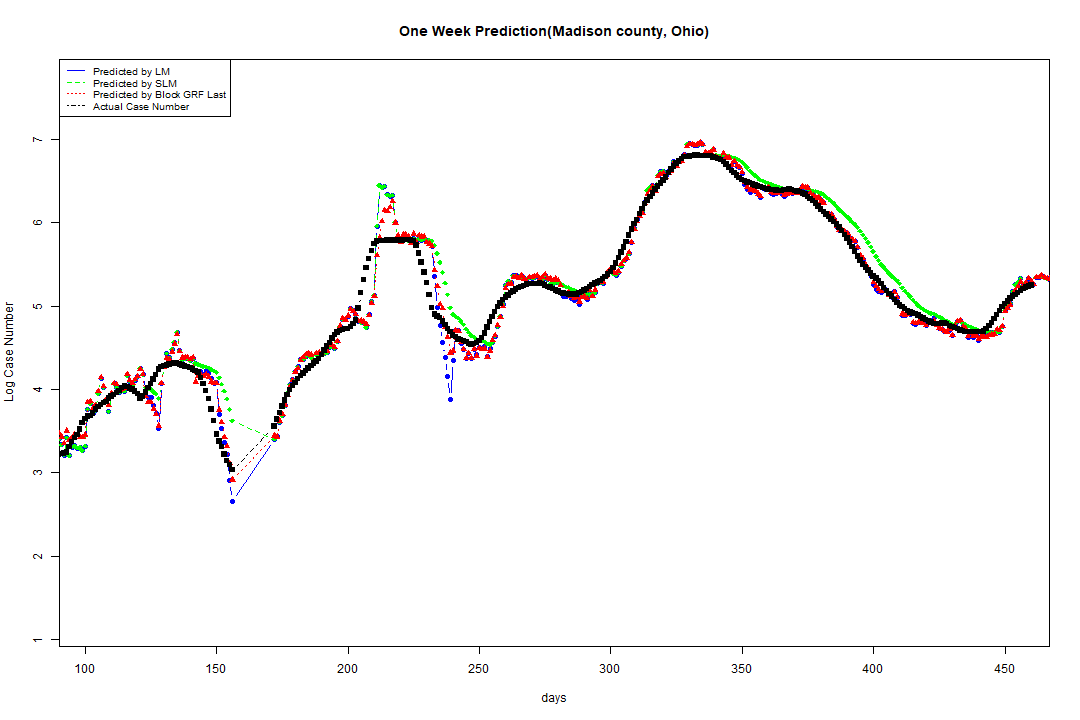 One Week Prediction(Madison county, Ohio)
Predicted by LM
Predicted by SLM
Predicted by Block GRF Last
Actual Case Number
7
6
5
4
3
2
1
Log Case Number
100 150 200 250 300 350 400 450
days